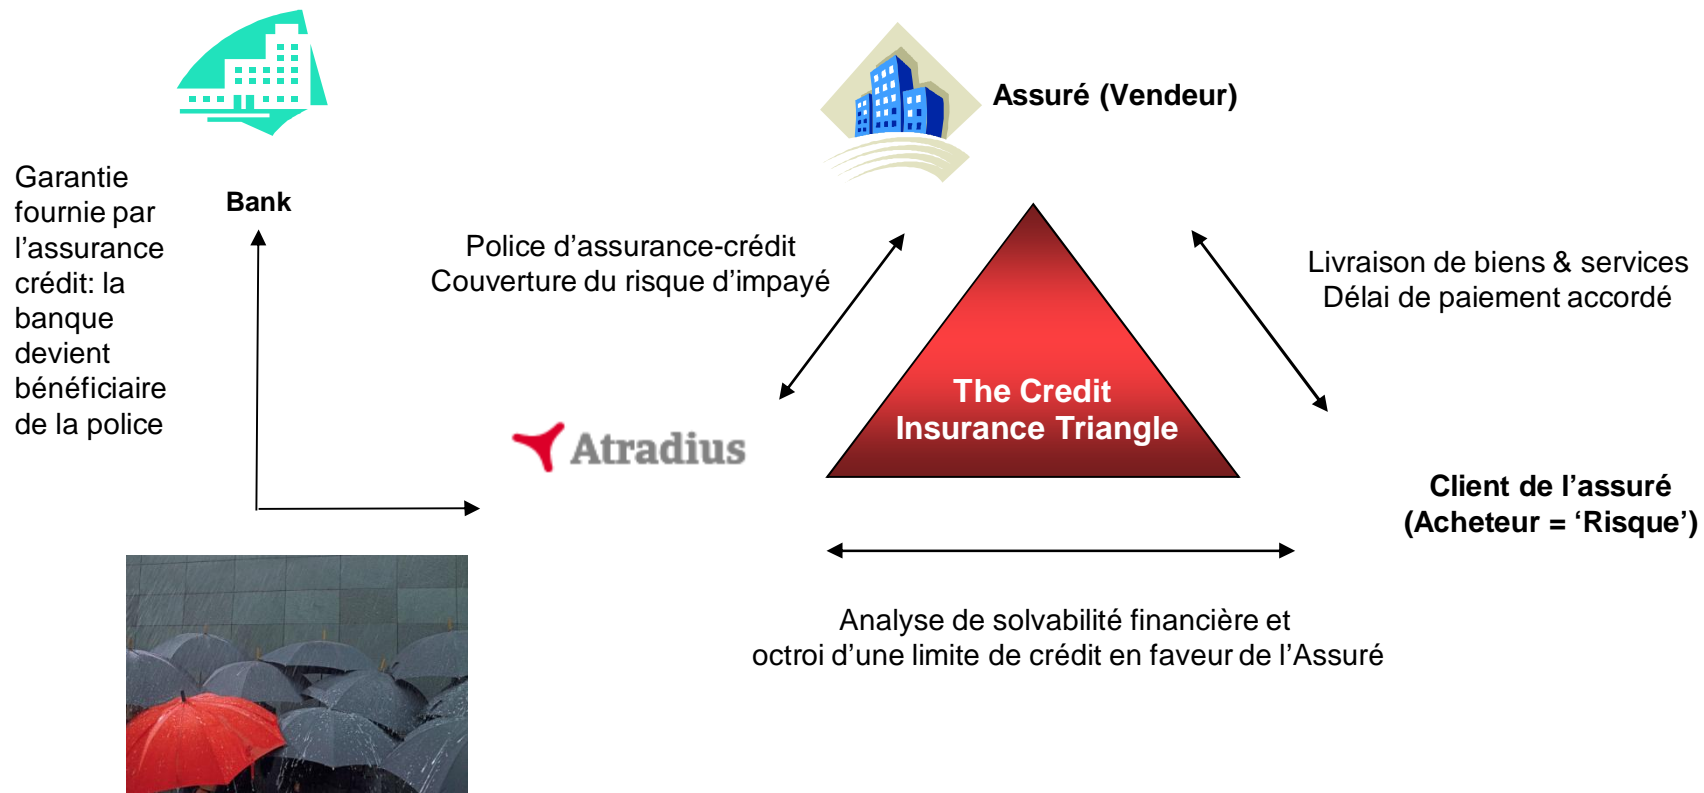 Assuré (Vendeur)
Garantie
fournie par
l’assurance
crédit: la
banque
devient
bénéficiaire
de la police
Bank
Police d’assurance-crédit
Couverture du risque d’impayé
Livraison de biens & services
Délai de paiement accordé
The Credit
Insurance Triangle
Atradius
Client de l’assuré
(Acheteur = ‘Risque’)
Analyse de solvabilité financière et
octroi d’une limite de crédit en faveur de l’Assuré